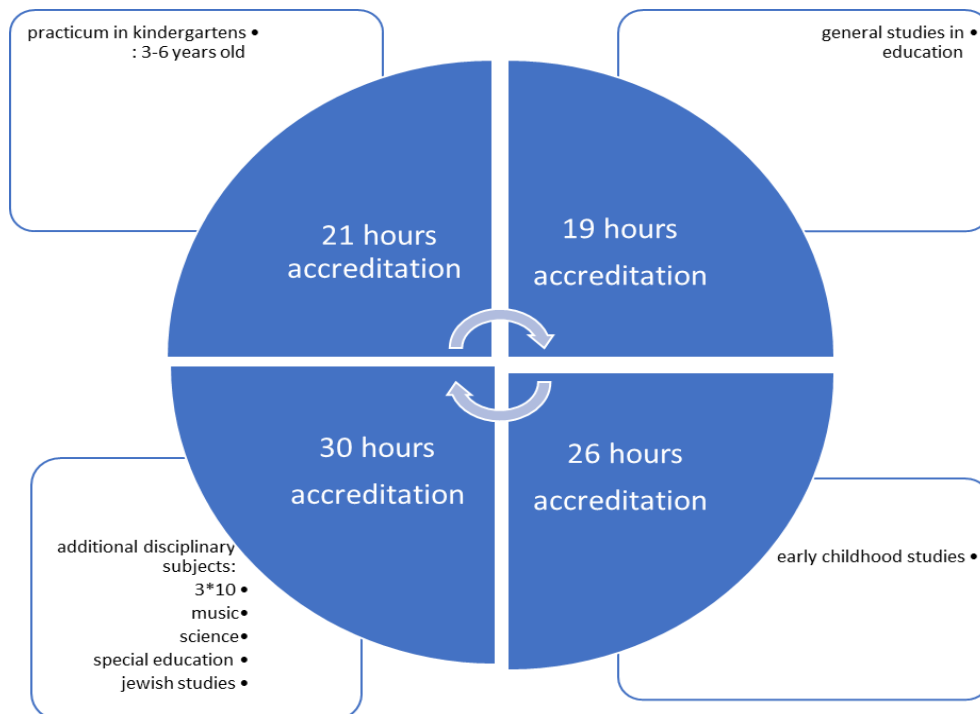 practicum in kindergartens •
: 3-6 years old
general studies in •
education
21 hours
accreditation
19 hours
accreditation
30 hours
accreditation
26 hours
accreditation
additional disciplinary
subjects:
3*10 •
music•
science•
special education •
jewish studies •
early childhood studies •